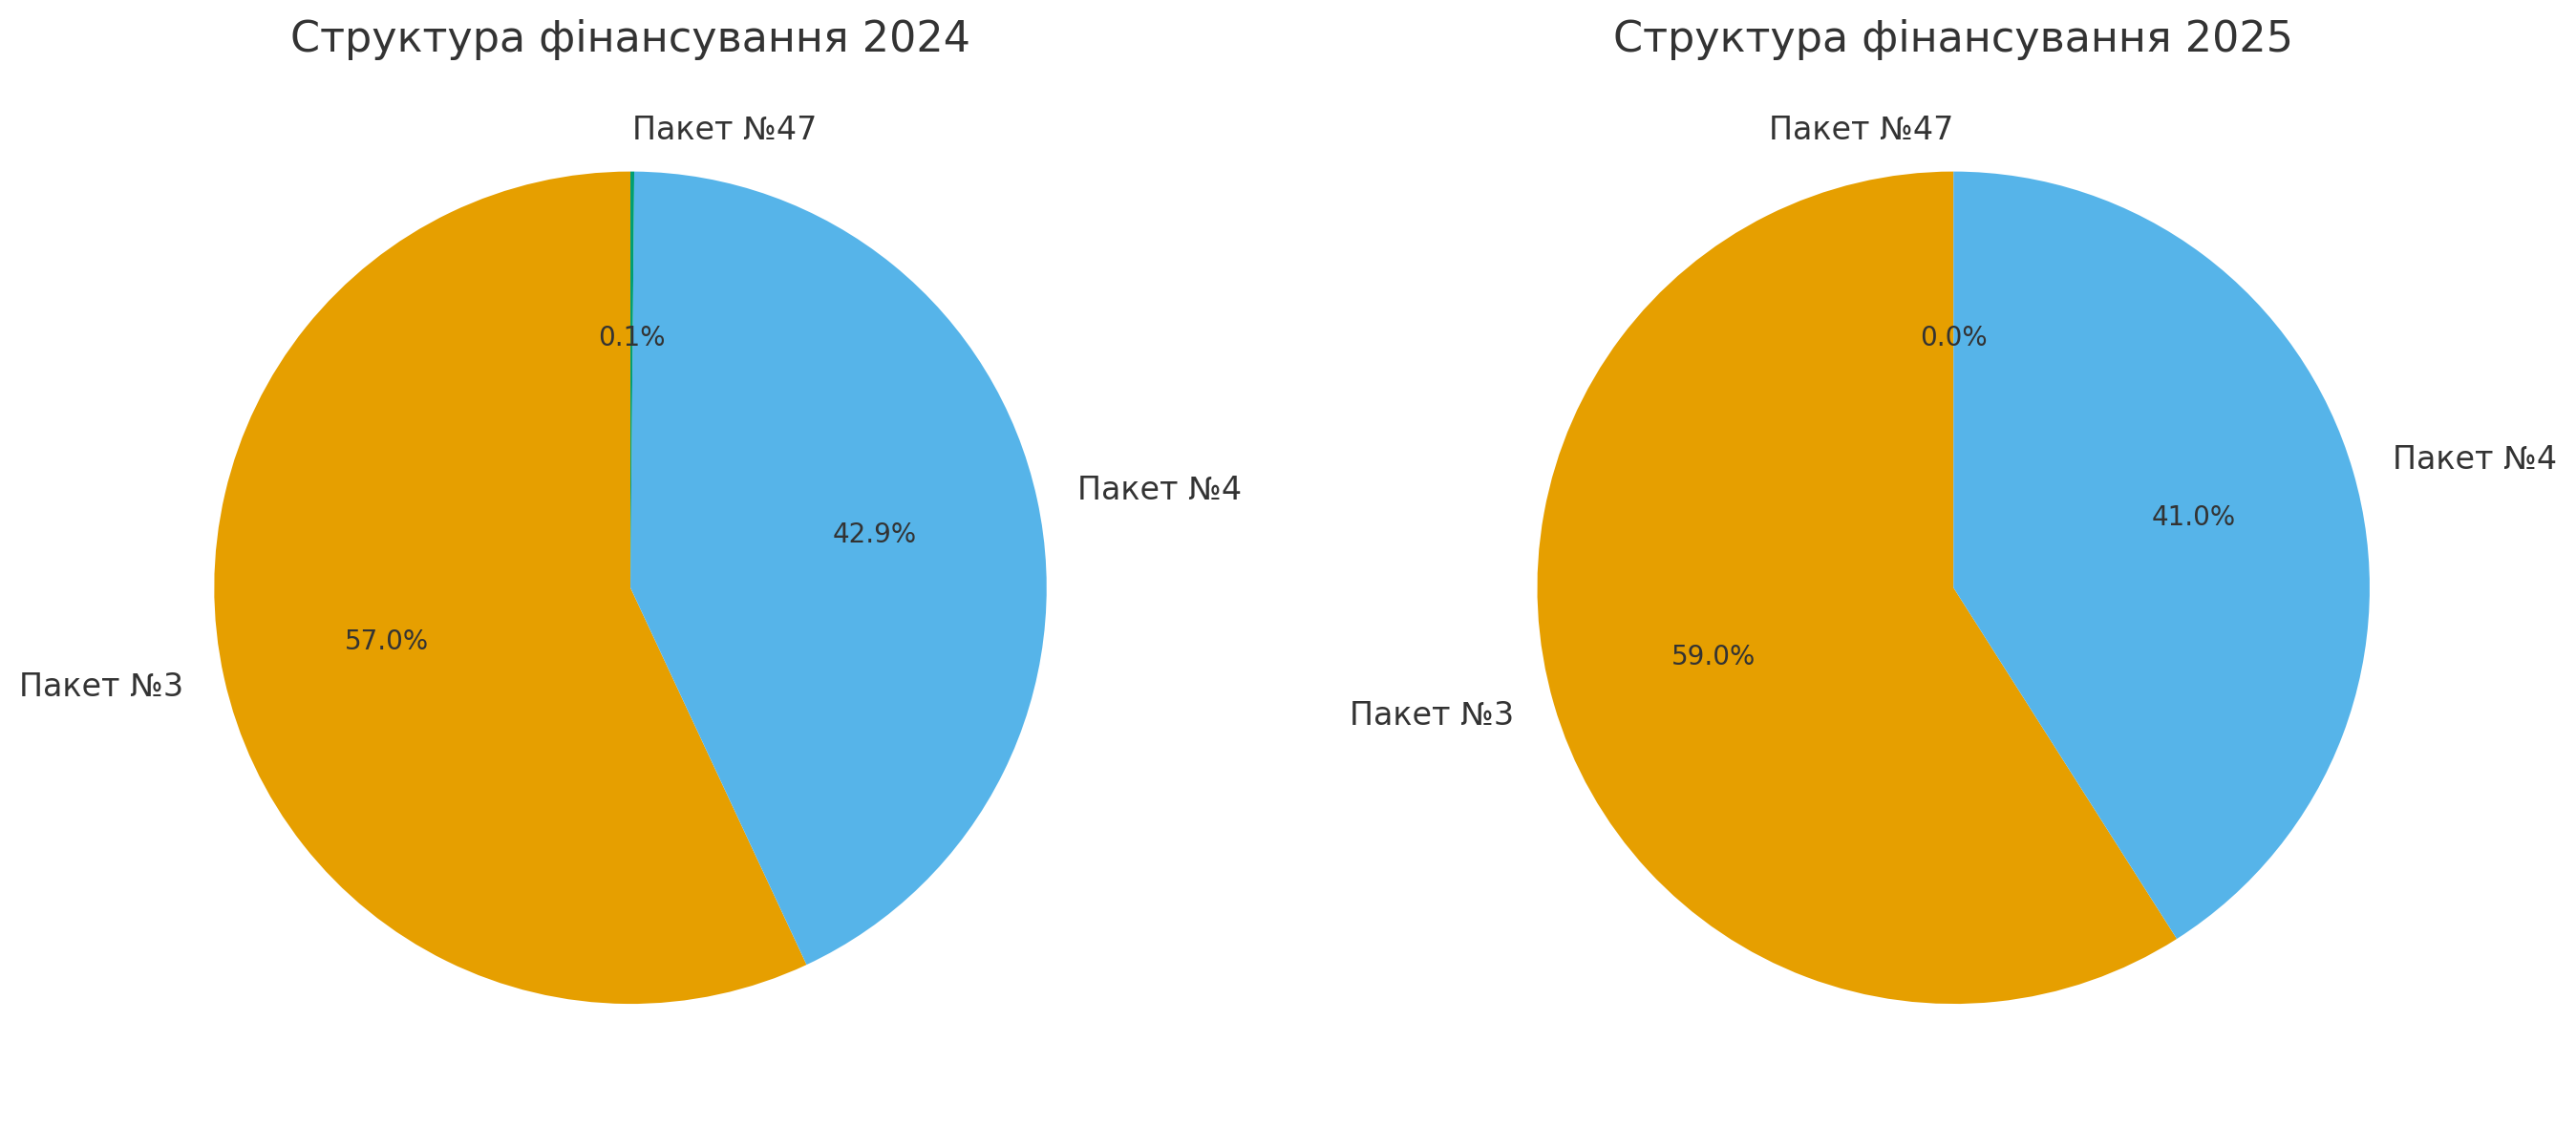 Структура фінансування 2024
Пакет №47
0.1%
Пакет №4
42.9%
57.0%
Пакет №3
Структура фінансування 2025
Пакет №47
0.0%
Пакет №4
41.0%
59.0%
Пакет №3